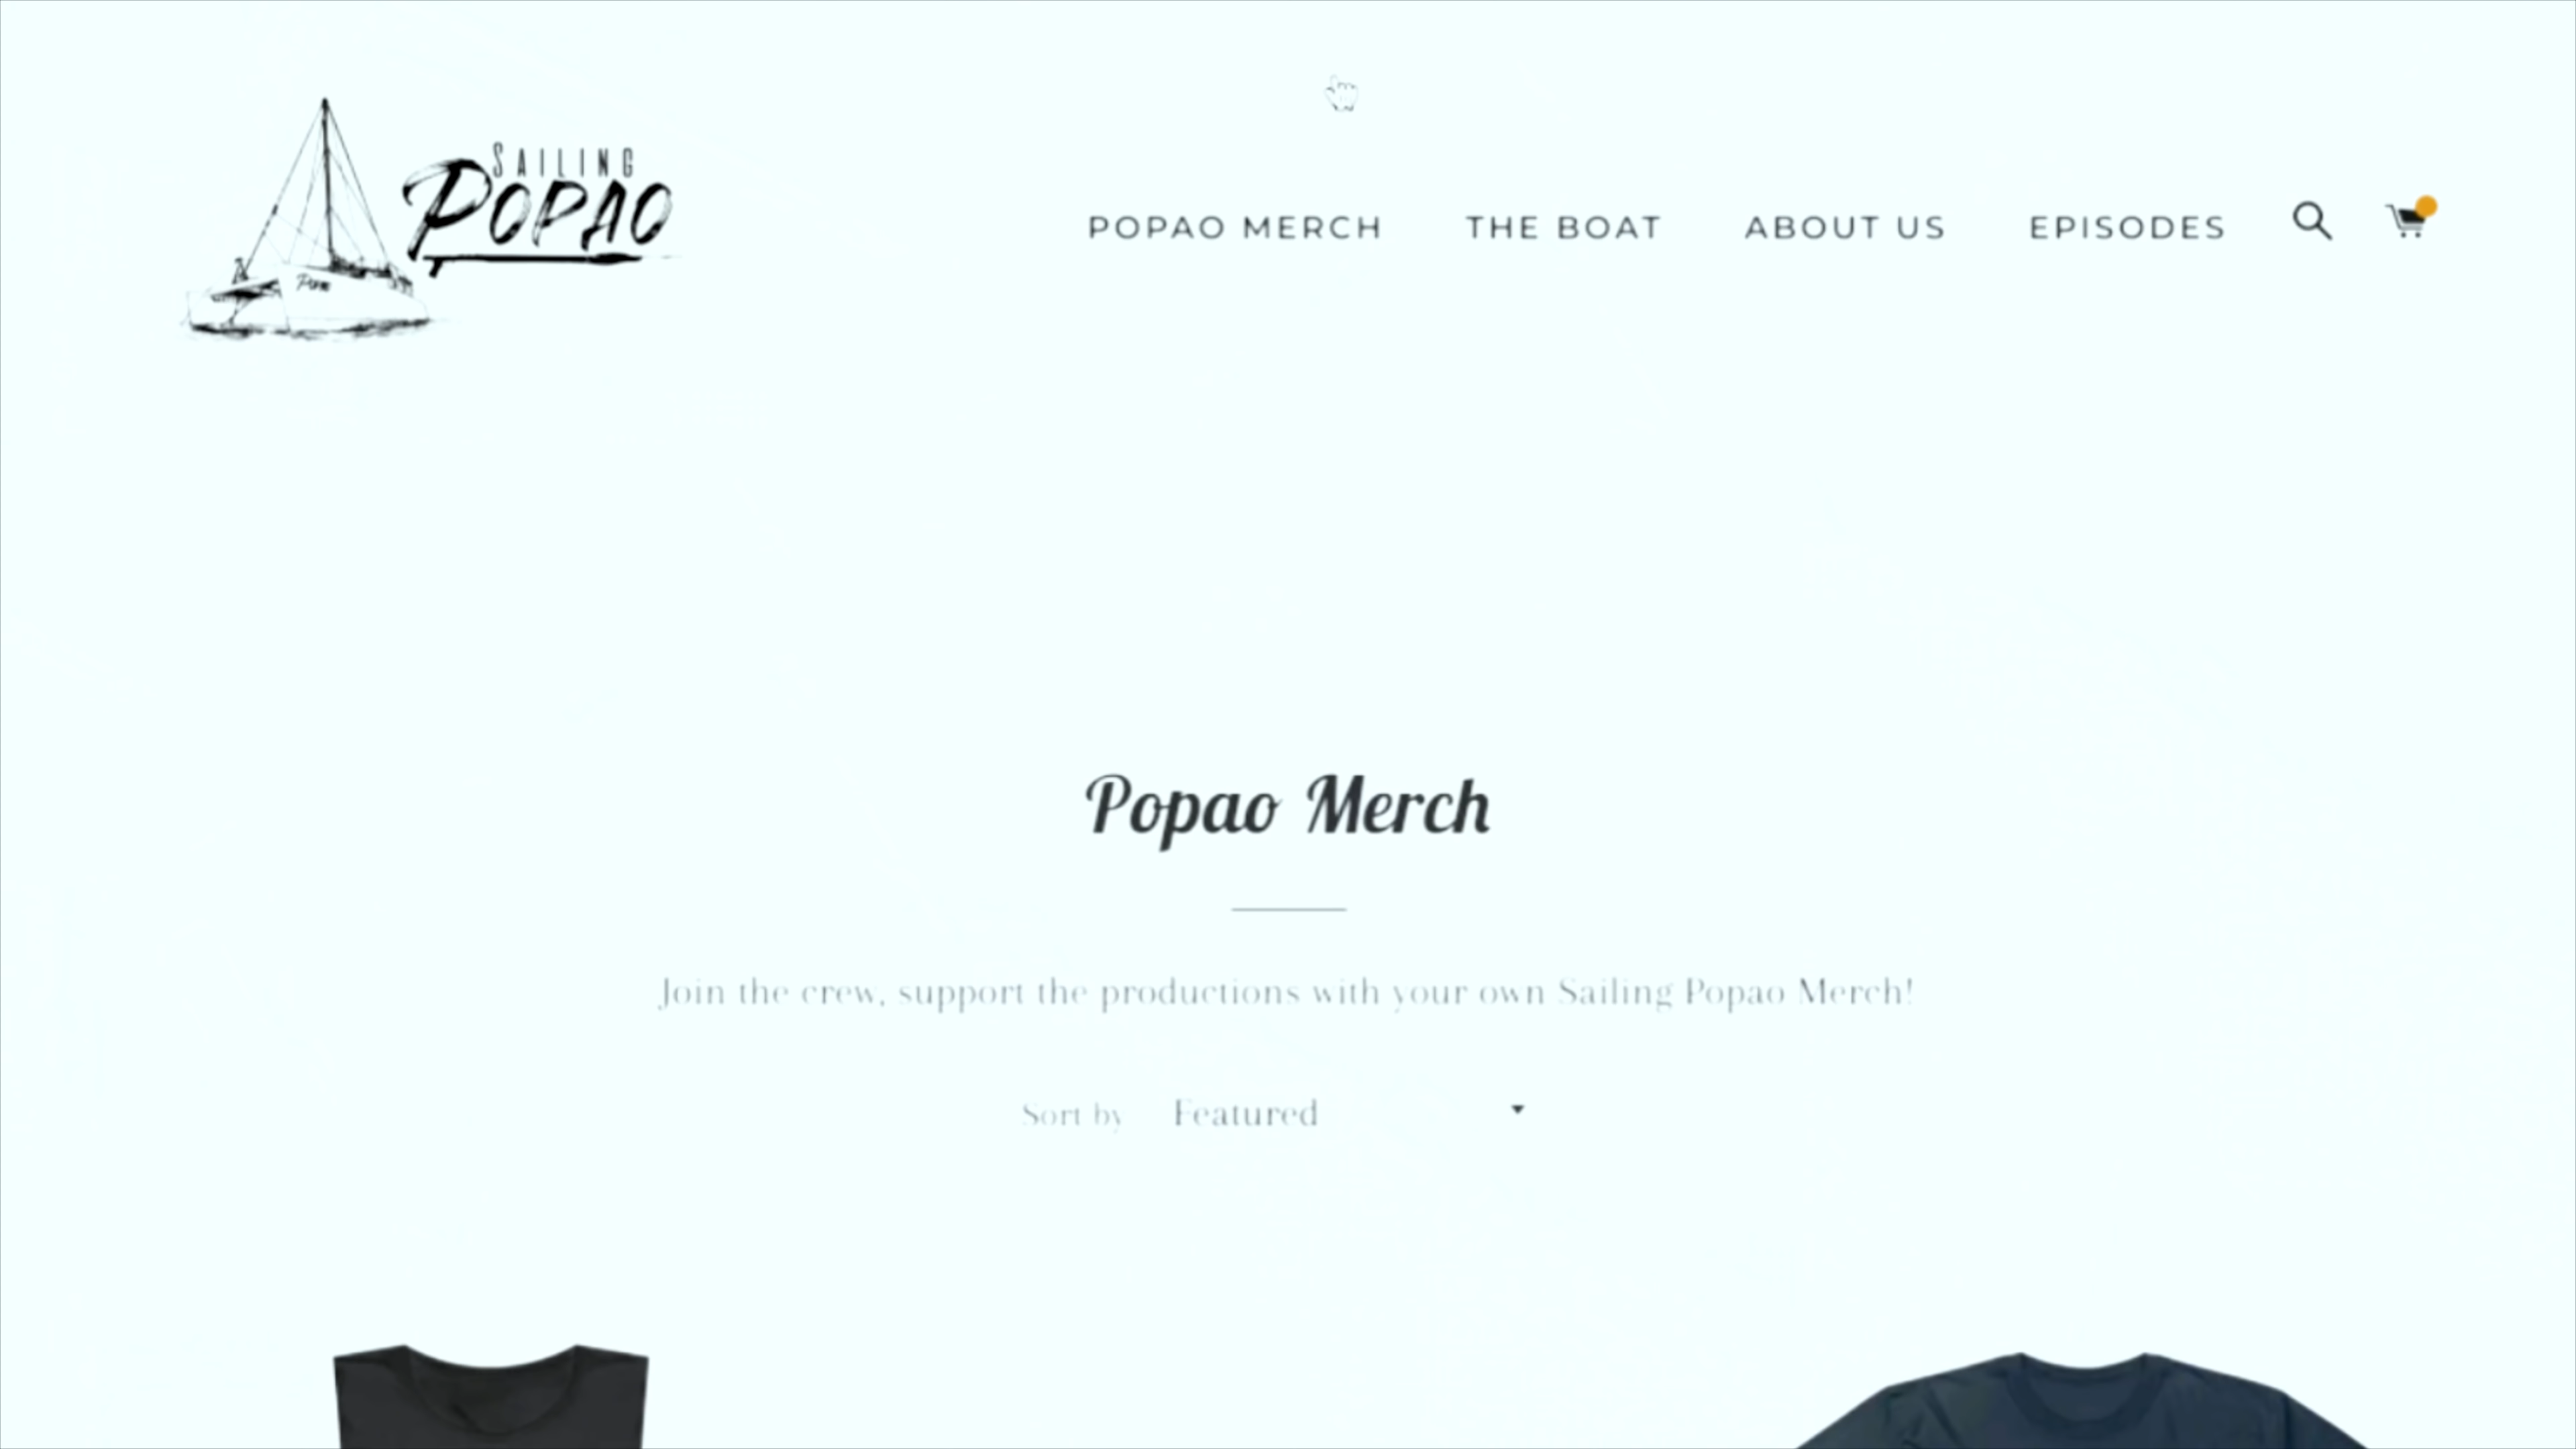 SAILING
POPAO
Popao
POPAO MERCH THE BOAT ABOUT US EPISODES
Popao Merch
Join the crew, support the productions with your own Sailing Popao Merch!
Sort by Featured